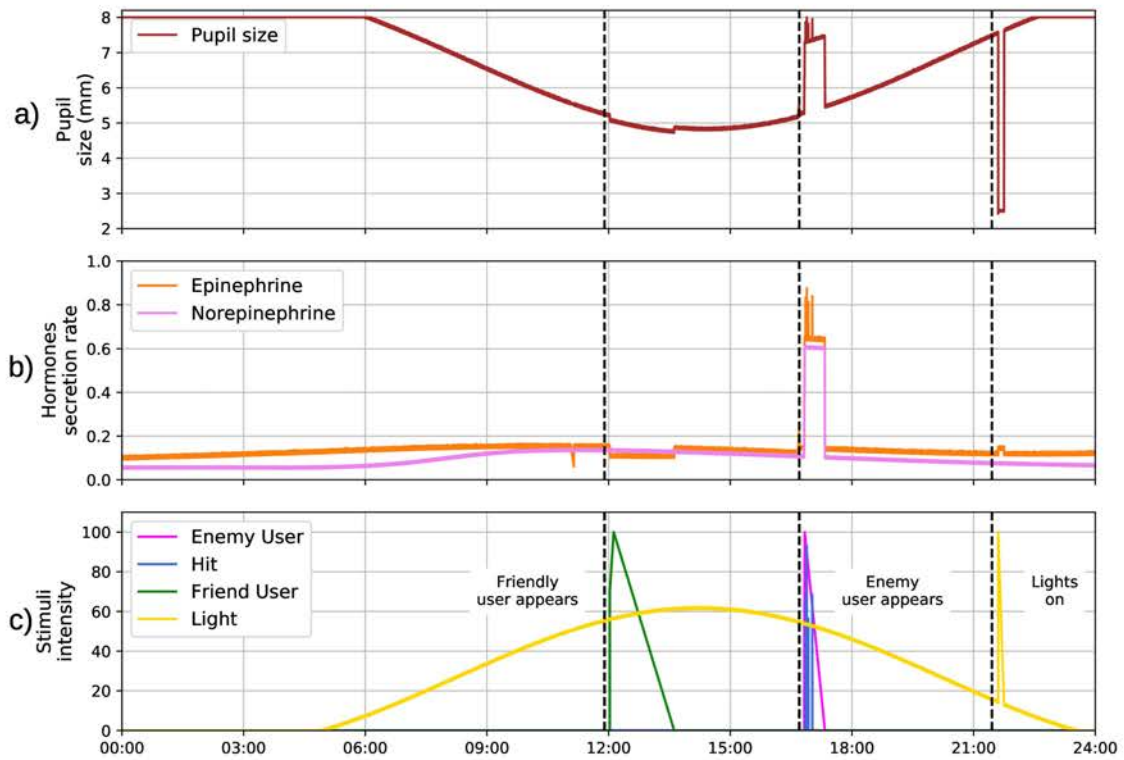 8
7
6
5
4
3
2
Pupil size
a)
Pupil
size (mm)
1.0
0.8
0.6
0.4
0.2
0.0
Epinephrine
Norepinephrine
b)
Hormones
secretion rate
100
80
60
40
20
0
Enemy User
Hit
Friend User
Light
Friendly
user appears
Enemy
user appears
Lights
on
c)
Stimuli
intensity
00:00 03:00 06:00 09:00 12:00 15:00 18:00 21:00 24:00